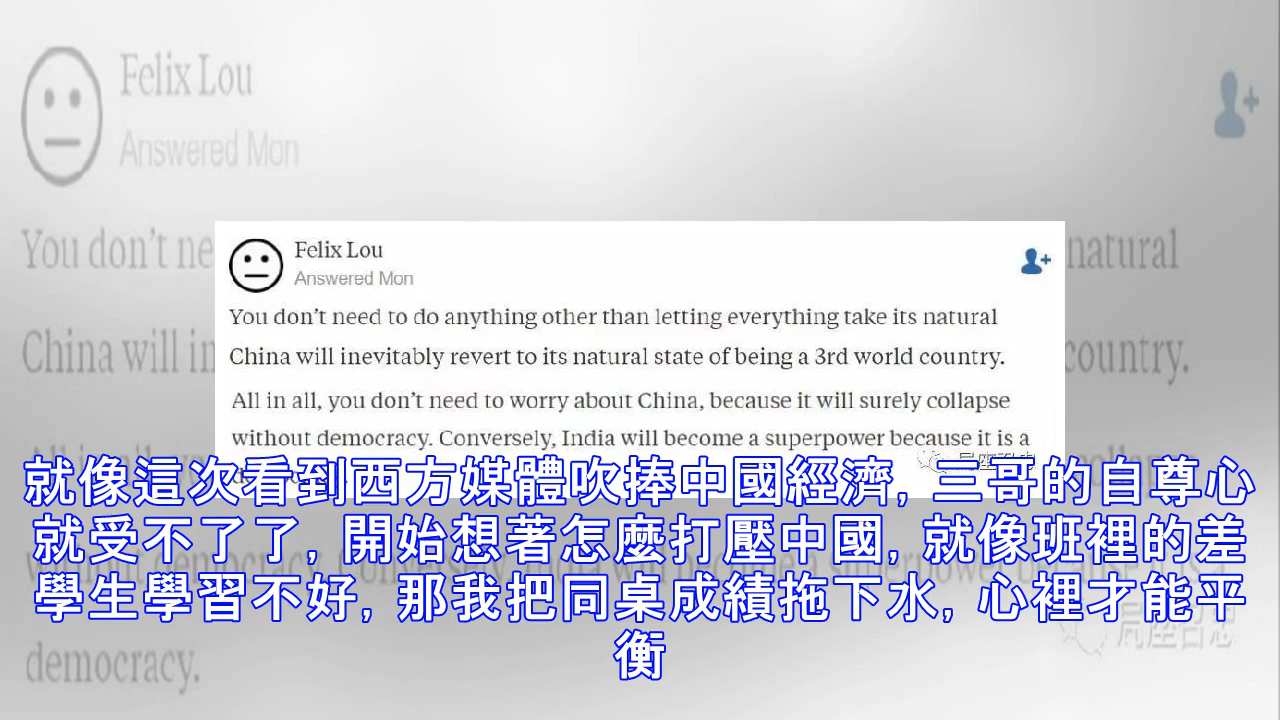 Felix Lou
Answered Mon
You don't need to do anything other than letting everything take its natural
China will inevitably revert to its natural state of being a 3rd world country.
All in all, you don't need to worry about China, because it will surely collapse
without democracy. Conversely, India will become a superpower because it is a
democracy.
就像這次看到西方媒體吹捧中國經濟, 三哥的自尊心
就受不了了, 開始想著怎麼打壓中國, 就像班裡的差
學生學習不好, 那我把同桌成績拖下水, 心裡才能平
衡